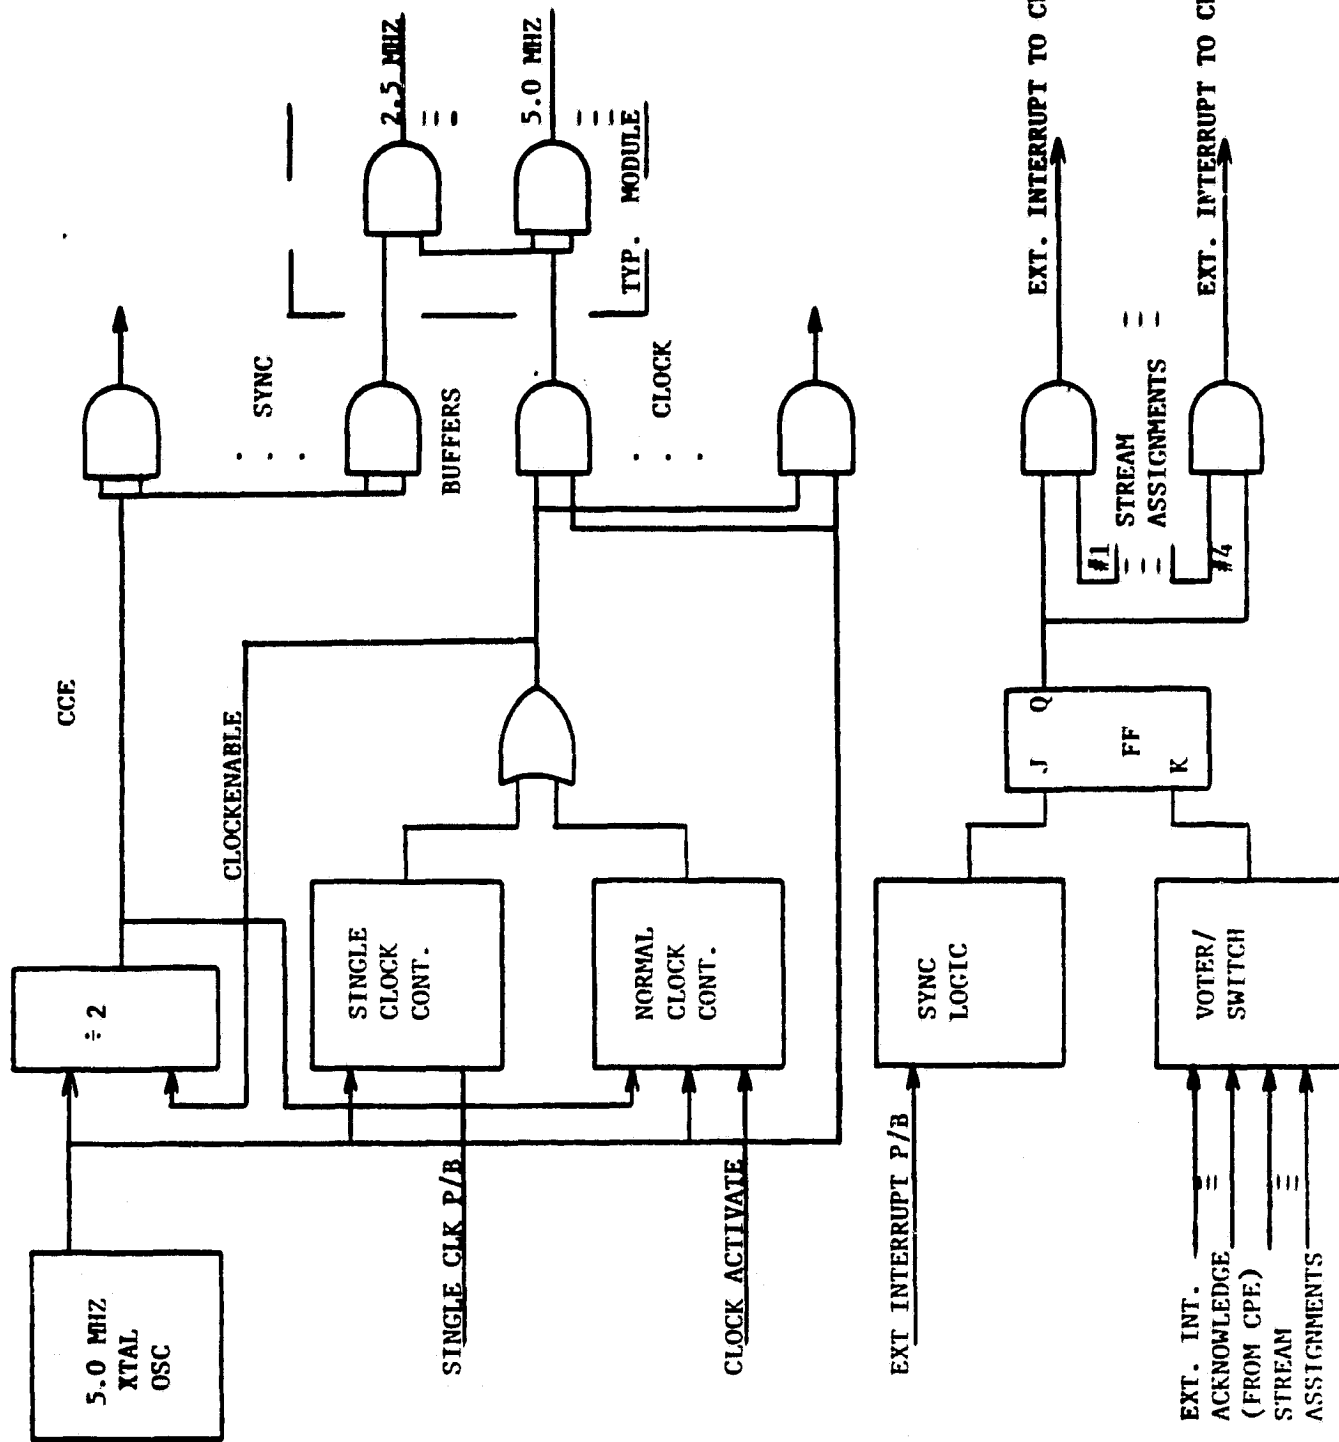 5.0 MHZ
XTAL
OSC
÷ 2
CCE
SYNC
CLOCKENABLE
SINGLE CLK P/B
SINGLE
CLOCK
CONT.
BUFFERS
2.5 MHZ
5.0 MHZ
TYP. MODULE
CLOCK ACTIVATE
NORMAL
CLOCK
CONT.
CLOCK
EXT INTERRUPT P/B
SYNC
LOGIC
J
Q
FF
K
#1
STREAM
ASSIGNMENTS
#4
EXT. INTERRUPT TO
EXT. INTERRUPT TO
EXT. INT.
ACKNOWLEDGE
(FROM CPE)
STREAM
ASSIGNMENTS
VOTER/
SWITCH